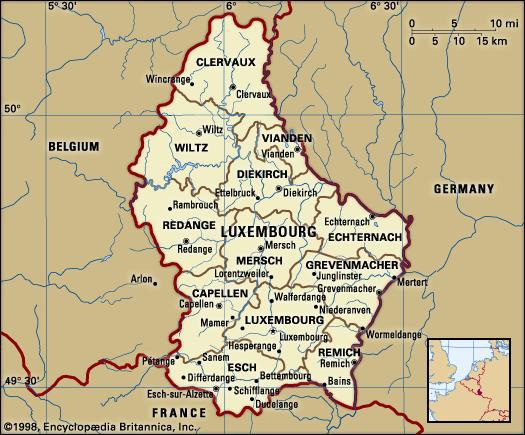 5°30'
6°
6°30'
0 5 10 mi
0 5 10 15 km
CLERVAUX
Wincrange
Clervaux
50°
BELGIUM
Wiltz
WILTZ
VIANDEN
Vianden
DIEKIRCH
Ettelbruck
Diekirch
GERMANY
Rambrouch
REDANGE
Redange
LUXEMBOURG
Mersch
MERSCH
Echternach
ECHTERNACH
Lorentzweiler
GREVENMACHER
Junglinster
Grevenmacher
Mertert
Arlon
CAPELLEN
Capellen
Walferdange
Niederanven
Mamer
LUXEMBOURG
Luxembourg
Wormeldange
Hesperange
REMICH
Remich
Pétange
Sanem
ESCH
Bettembourg
Bains
49°30'
Differdange
Esch-sur-Alzette
Schifflange
Dudelange
FRANCE
©1998, Encyclopædia Britannica, Inc.